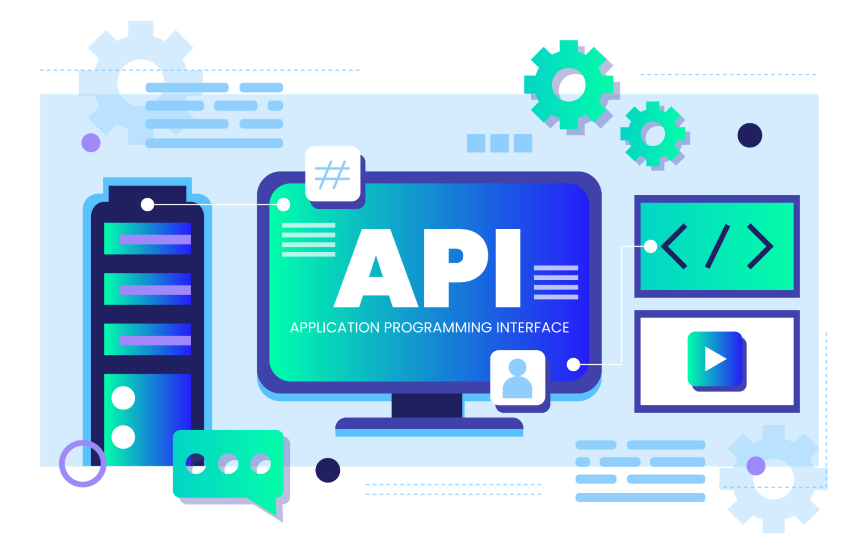 #
API
APPLICATION PROGRAMMING INTERFACE
</>